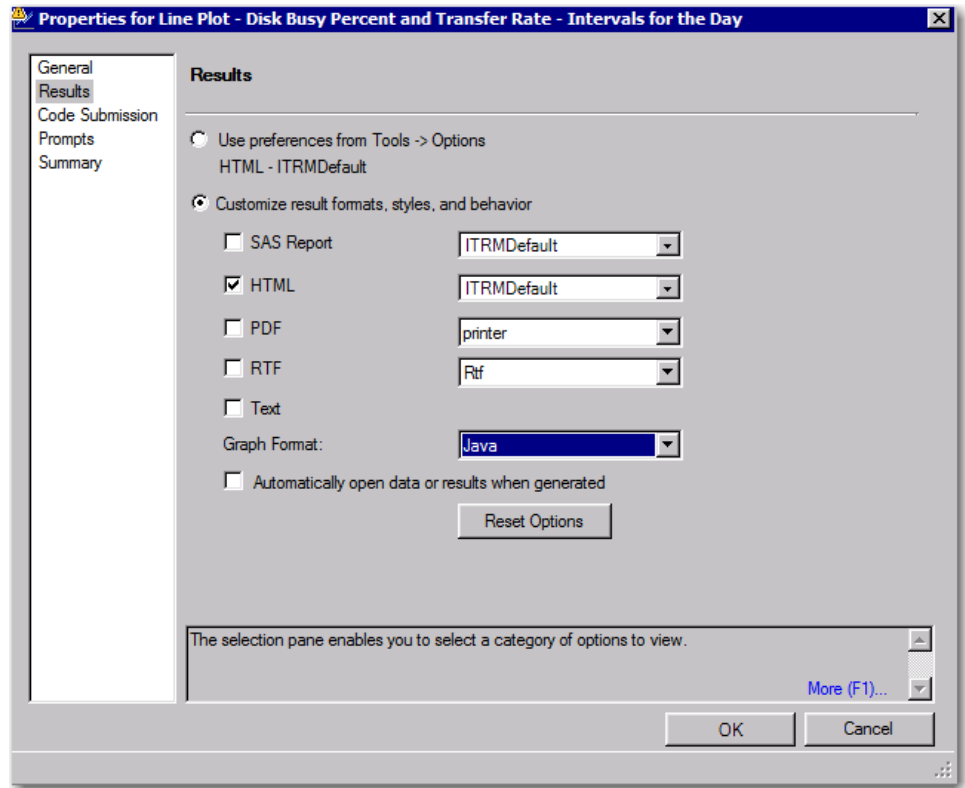 Properties for Line Plot - Disk Busy Percent and Transfer Rate - Intervals for the Day
General
Results
Code Submission
Prompts
Summary
Results
Use preferences from Tools -> Options
HTML - ITRMDefault
Customize result formats, styles, and behavior
SAS Report ITRMDefault
HTML ITRMDefault
PDF printer
RTF Rtf
Text
Graph Format: Java
Automatically open data or results when generated
Reset Options
The selection pane enables you to select a category of options to view.
More (F1)...
OK Cancel